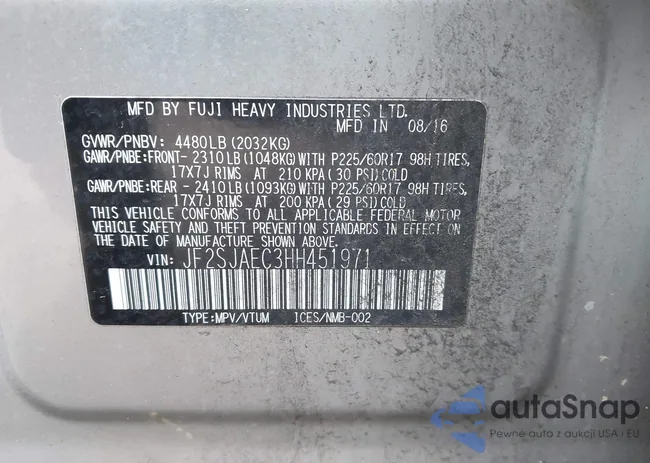 MFD BY FUJI HEAVY INDUSTRIES LTD.
MFD IN 08/16
GVWR/PNBV: 4480LB (2032KG)
GAWR/PNBE:FRONT- 2310LB (1048KG) WITH P225/60R17 98H TIRES,
17X7J RIMS AT 210 KPA (30 PSI) COLD
GAWR/PNBE:REAR - 2410LB (1093KG) WITH P225/60R17 98H TIRES,
17X7J RIMS AT 200 KPA (29 PSI) COLD
THIS VEHICLE CONFORMS TO ALL APPLICABLE FEDERAL MOTOR
VEHICLE SAFETY AND THEFT PREVENTION STANDARDS IN EFFECT ON
THE DATE OF MANUFACTURE SHOWN ABOVE.
VIN: JF2SJAEC3HH451971
TYPE:MPV/VTUM ICES/NMB-002
autoSnap
Pewne auto z aukcji USA i EU